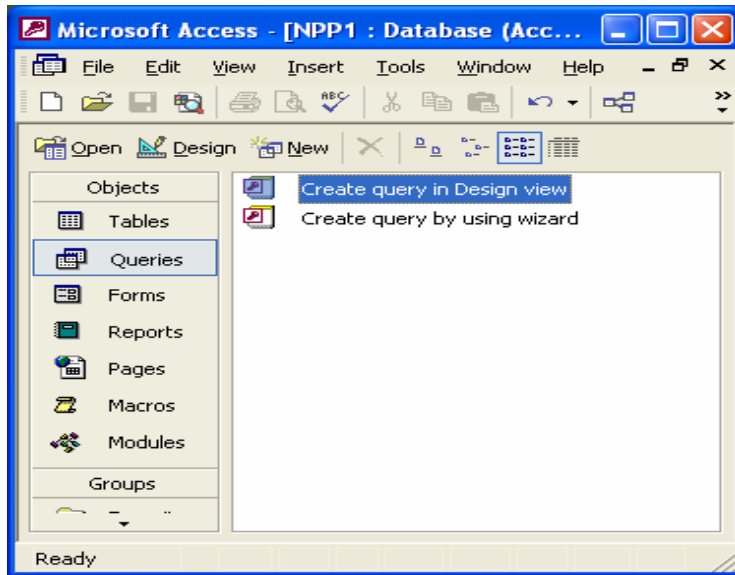 Microsoft Access - [NPP1 : Database (Acc...
File Edit View Insert Tools Window Help
ABC
Open Design New
Objects
Create query in Design view
Tables
Create query by using wizard
Queries
Forms
Reports
Pages
Macros
Modules
Groups
Ready